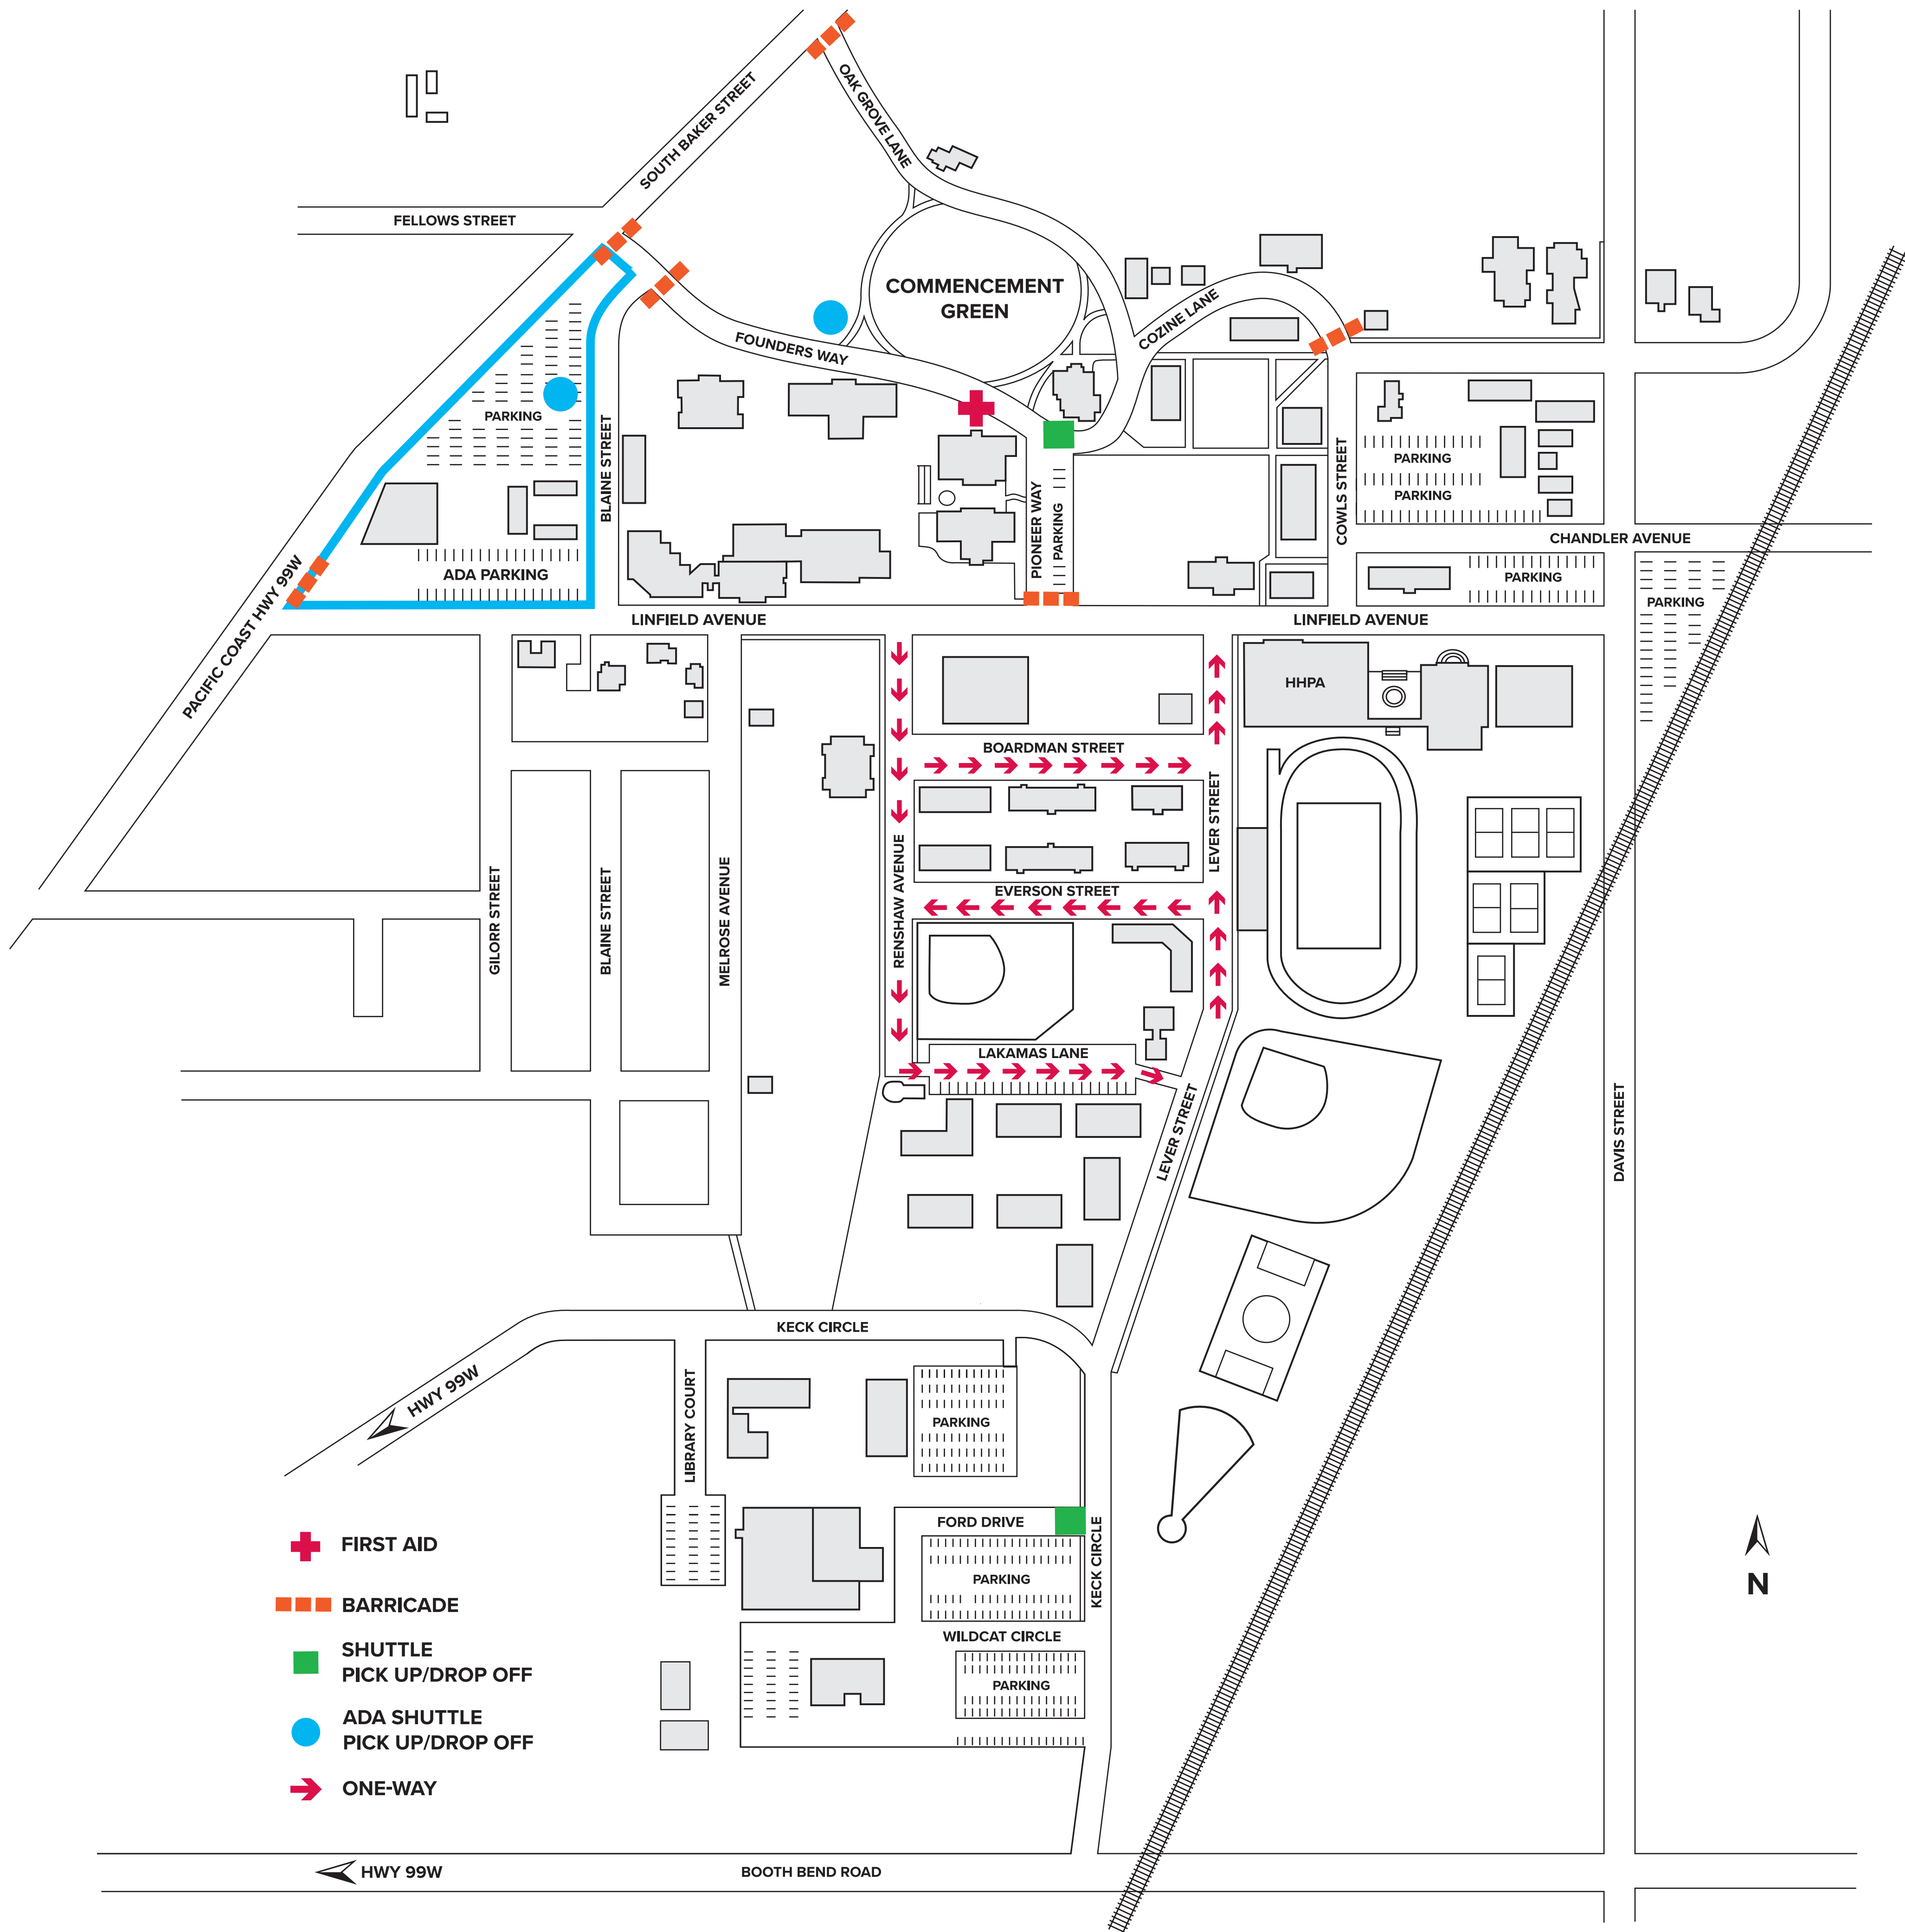 OAK GROVE LANE
SOUTH BAKER STREET
FELLOWS STREET
COMMENCEMENT
GREEN
COZINE LANE
FOUNDERS WAY
PARKING
BLAINE STREET
COWLS STREET
PARKING
PARKING
PIONEER WAY
PARKING
CHANDLER AVENUE
PACIFIC COAST HWY 99W
ADA PARKING
PARKING
PARKING
LINFIELD AVENUE
LINFIELD AVENUE
HHPA
BOARDMAN STREET
LEVER STREET
RENSHAW AVENUE
EVERSON STREET
GILORR STREET
BLAINE STREET
MELROSE AVENUE
LAKAMAS LANE
LEVER STREET
DAVIS STREET
KECK CIRCLE
HWY 99W
LIBRARY COURT
PARKING
FORD DRIVE
KECK CIRCLE
PARKING
WILDCAT CIRCLE
PARKING
FIRST AID
BARRICADE
SHUTTLE
PICK UP/DROP OFF
ADA SHUTTLE
PICK UP/DROP OFF
ONE-WAY
N
HWY 99W
BOOTH BEND ROAD